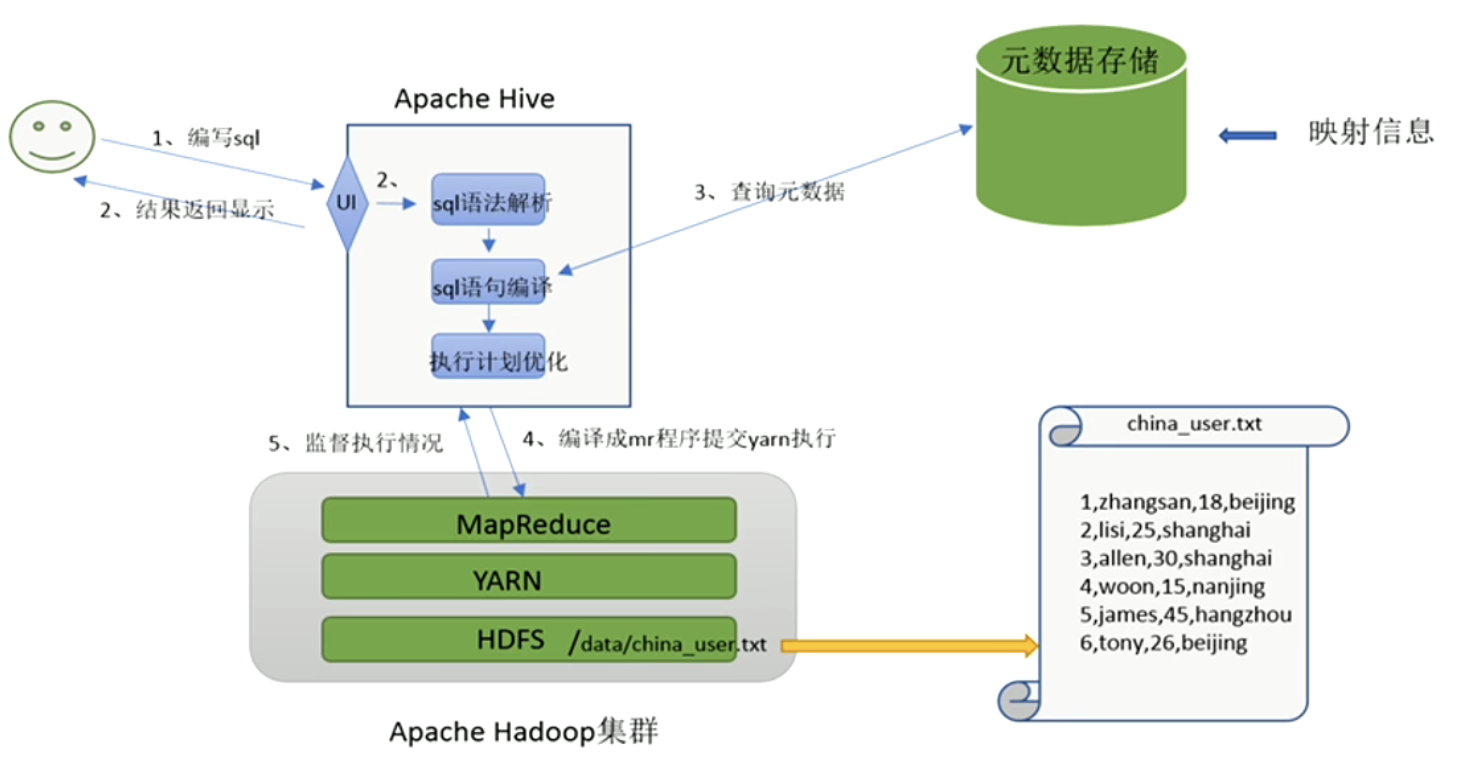 元数据存储
Apache Hive
映射信息
1、编写sql
2、
UI
sql语法解析
3、查询元数据
2、结果返回显示
sql语句编译
执行计划优化
5、监督执行情况
4、编译成mr程序提交yarn执行
MapReduce
YARN
HDFS /data/china_user.txt
Apache Hadoop集群
china_user.txt
1,zhangsan,18,beijing
2,lisi,25,shanghai
3,allen,30,shanghai
4,woon,15,nanjing
5,james,45,hangzhou
6,tony,26,beijing